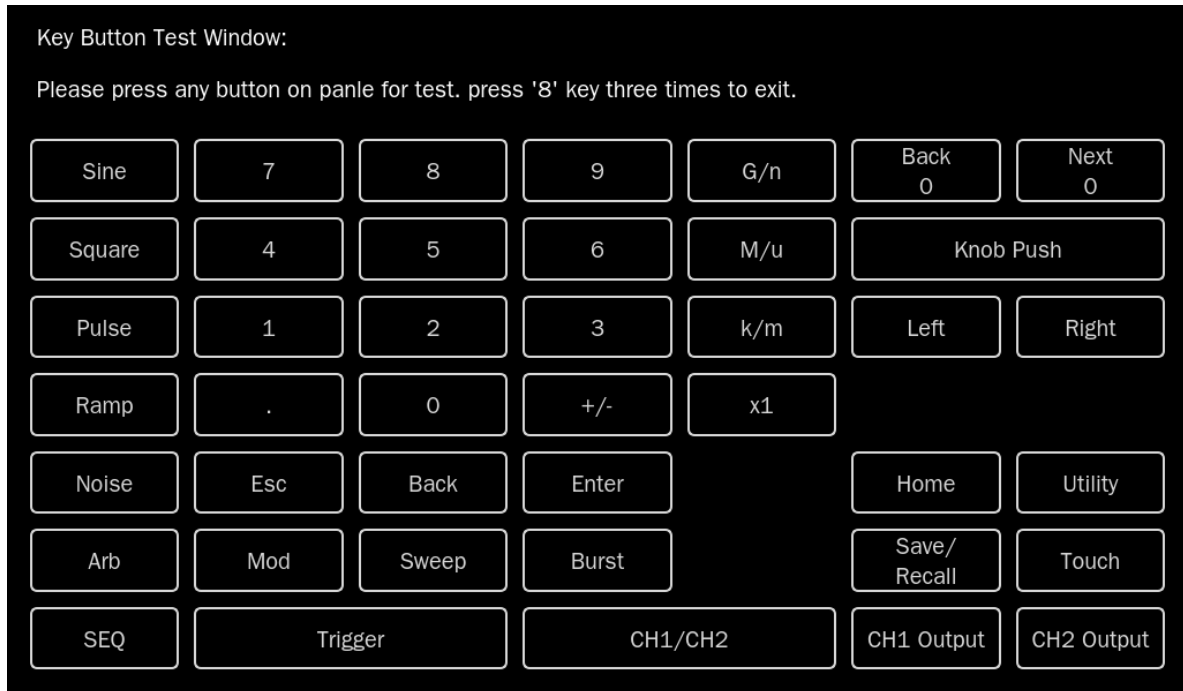 Key Button Test Window:
Please press any button on panle for test. press '8' key three times to exit.
Sine
7
8
9
G/n
Back
0
Next
0
Square
4
5
6
M/u
Knob Push
Pulse
1
2
3
k/m
Left
Right
Ramp
.
0
+/-
x1
Noise
Esc
Back
Enter
Home
Utility
Arb
Mod
Sweep
Burst
Save/
Recall
Touch
SEQ
Trigger
CH1/CH2
CH1 Output
CH2 Output